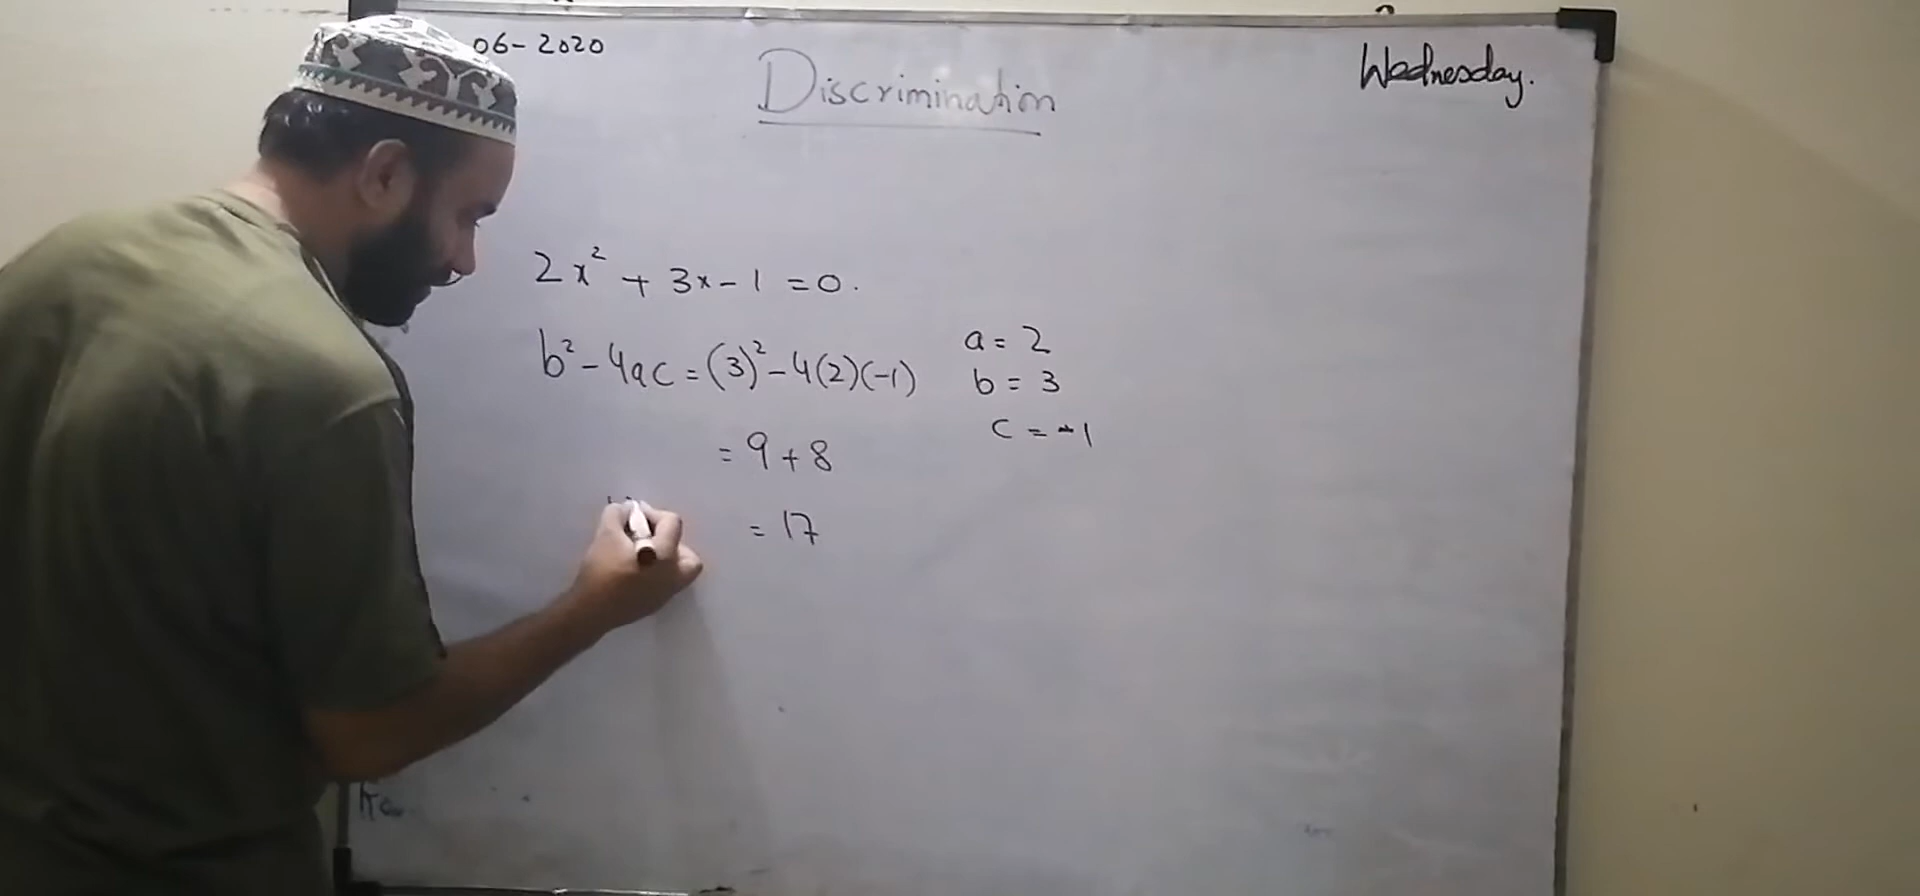 06-2020
Discrimination
Wednesday.
2x² + 3x - 1 = 0.
b² - 4ac = (3)² - 4(2)(-1)
a = 2
b = 3
c = -1
= 9 + 8
= 17